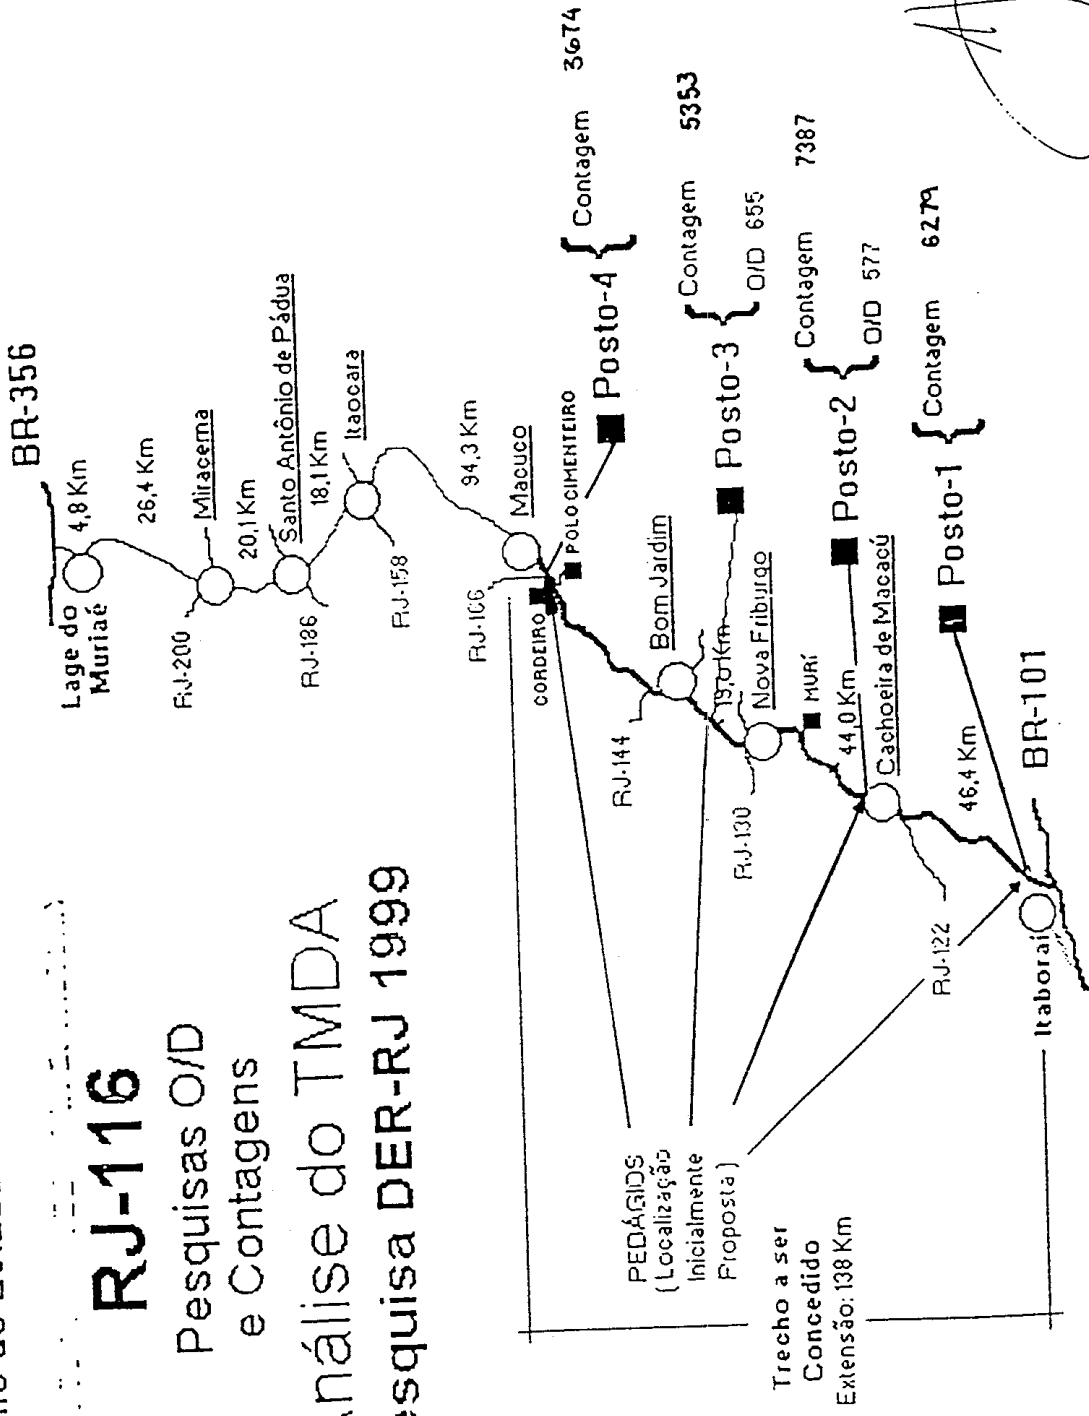 RJ-116
Pesquisas O/D
e Contagens
nálise do TMDA
esquisa DER-RJ 1999
BR-356
Lage do
Muriaé
4,8 Km
26,4 Km
RJ-200
Miracema
20,1 Km
Santo Antônio de Pádua
RJ-186
18,1 Km
Itaocara
RJ-158
94,3 Km
Macuco
RJ-166
CORDEIRO
POLO CIMENTEIRO
Posto-4
Contagem 3674
Bom Jardim
RJ-144
19,0 Km
Posto-3
Contagem 5353
O/D 655
Nova Friburgo
RJ-130
MURÍ
44,0 Km
Posto-2
Contagem 7387
O/D 577
Cachoeira de Macacú
RJ-122
46,4 Km
Posto-1
Contagem 6279
BR-101
Itaboraí
PEDÁGIOS
(Localização
Inicialmente
Proposta)
Trecho a ser
Concedido
Extensão: 138 Km